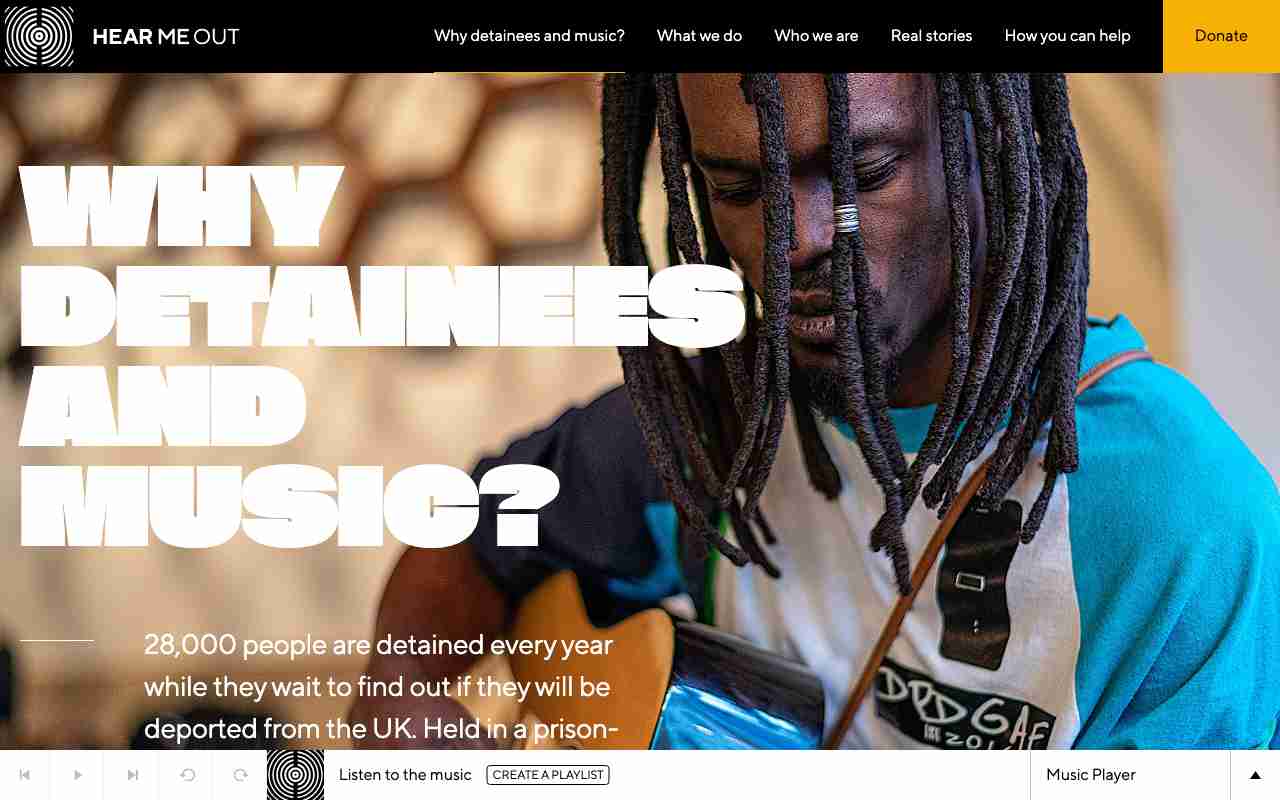 HEAR ME OUT
Why detainees and music?
What we do
Who we are
Real stories
How you can help
Donate
WHY
DETAINEES
AND
MUSIC?
28,000 people are detained every year
while they wait to find out if they will be
deported from the UK. Held in a prison-
DPDGAF
Listen to the music
CREATE A PLAYLIST
Music Player